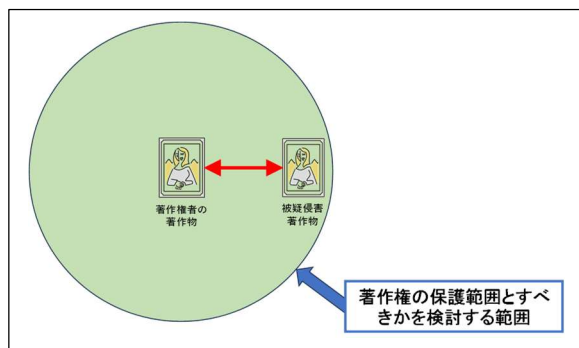 著作権者の
著作物
被疑侵害
著作物
著作権の保護範囲とすべ
きかを検討する範囲